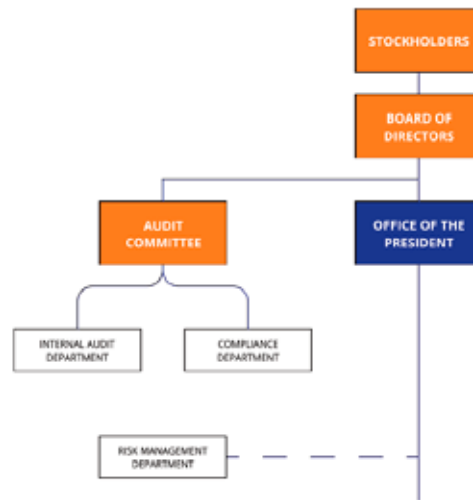 STOCKHOLDERS
BOARD OF
DIRECTORS
AUDIT
COMMITTEE
OFFICE OF THE
PRESIDENT
INTERNAL AUDIT
DEPARTMENT
COMPLIANCE
DEPARTMENT
RISK MANAGEMENT
DEPARTMENT